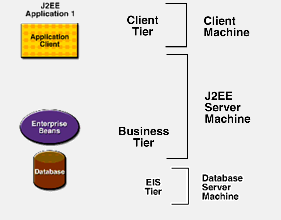 J2EE
Application 1
Application
Client
Client
Tier
Client
Machine
J2EE
Server
Machine
Enterprise
Beans
Business
Tier
Database
EIS
Tier
Database
Server
Machine